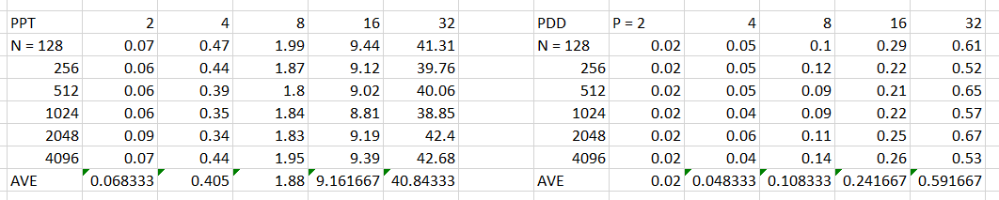 PPT 2 4 8 16 32 PDD P = 2 4 8 16 32
N = 128 0.07 0.47 1.99 9.44 41.31 N = 128 0.02 0.05 0.1 0.29 0.61
256 0.06 0.44 1.87 9.12 39.76 256 0.02 0.05 0.12 0.22 0.52
512 0.06 0.39 1.8 9.02 40.06 512 0.02 0.05 0.09 0.21 0.65
1024 0.06 0.35 1.84 8.81 38.85 1024 0.02 0.04 0.09 0.22 0.57
2048 0.09 0.34 1.83 9.19 42.4 2048 0.02 0.06 0.11 0.25 0.67
4096 0.07 0.44 1.95 9.39 42.68 4096 0.02 0.04 0.14 0.26 0.53
AVE 0.068333 0.405 1.88 9.161667 40.84333 AVE 0.02 0.048333 0.108333 0.241667 0.591667